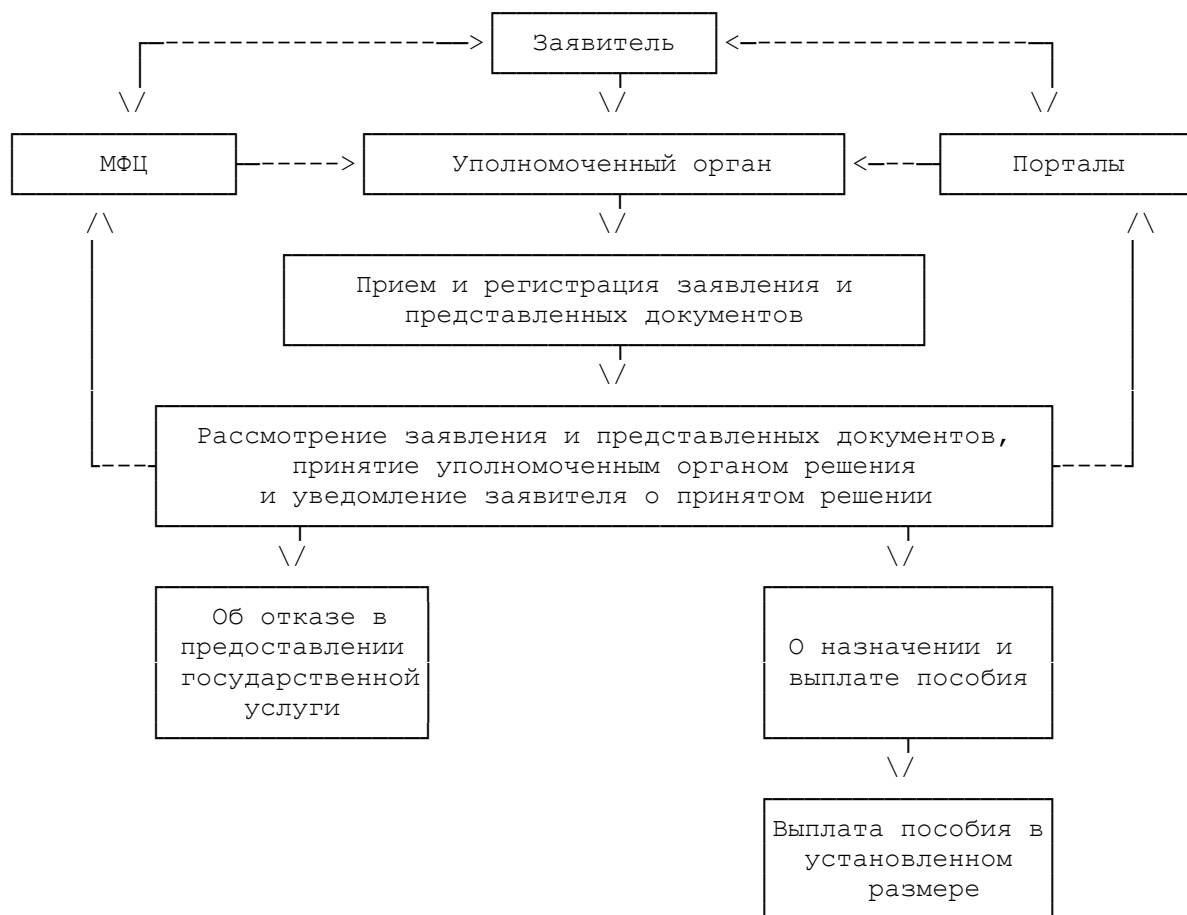 Заявитель
МФЦ
Уполномоченный орган
Порталы
Прием и регистрация заявления и
представленных документов
Рассмотрение заявления и представленных документов,
принятие уполномоченным органом решения
и уведомление заявителя о принятом решении
Об отказе в
предоставлении
государственной
услуги
О назначении и
выплате пособия
Выплата пособия в
установленном
размере